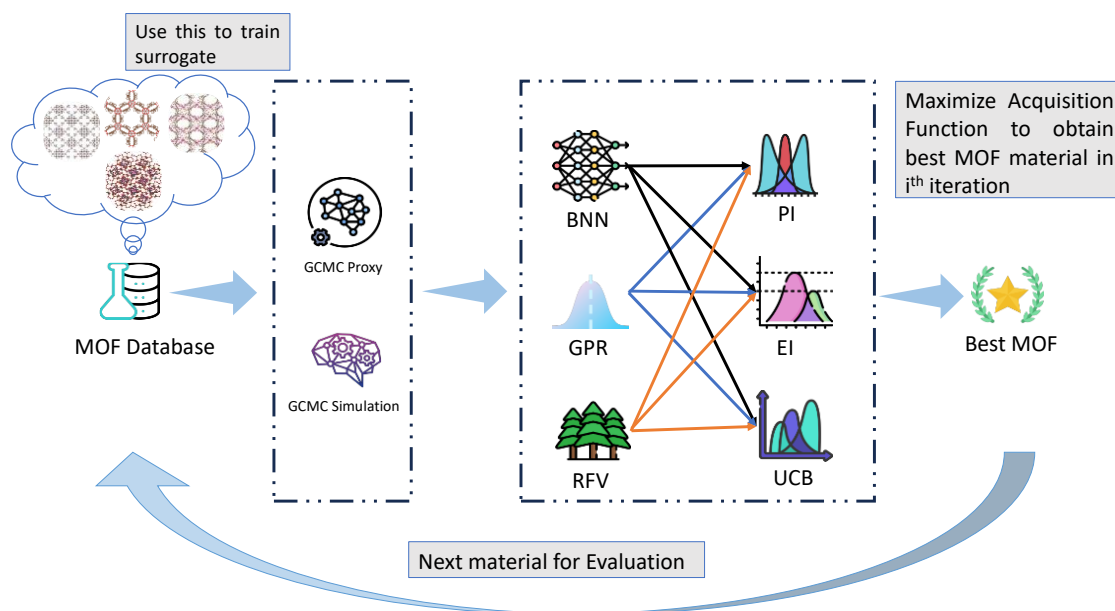 Use this to train
surrogate
MOF Database
GCMC Proxy
GCMC Simulation
BNN
GPR
RFV
PI
EI
UCB
Maximize Acquisition
Function to obtain
best MOF material in
ith iteration
Best MOF
Next material for Evaluation